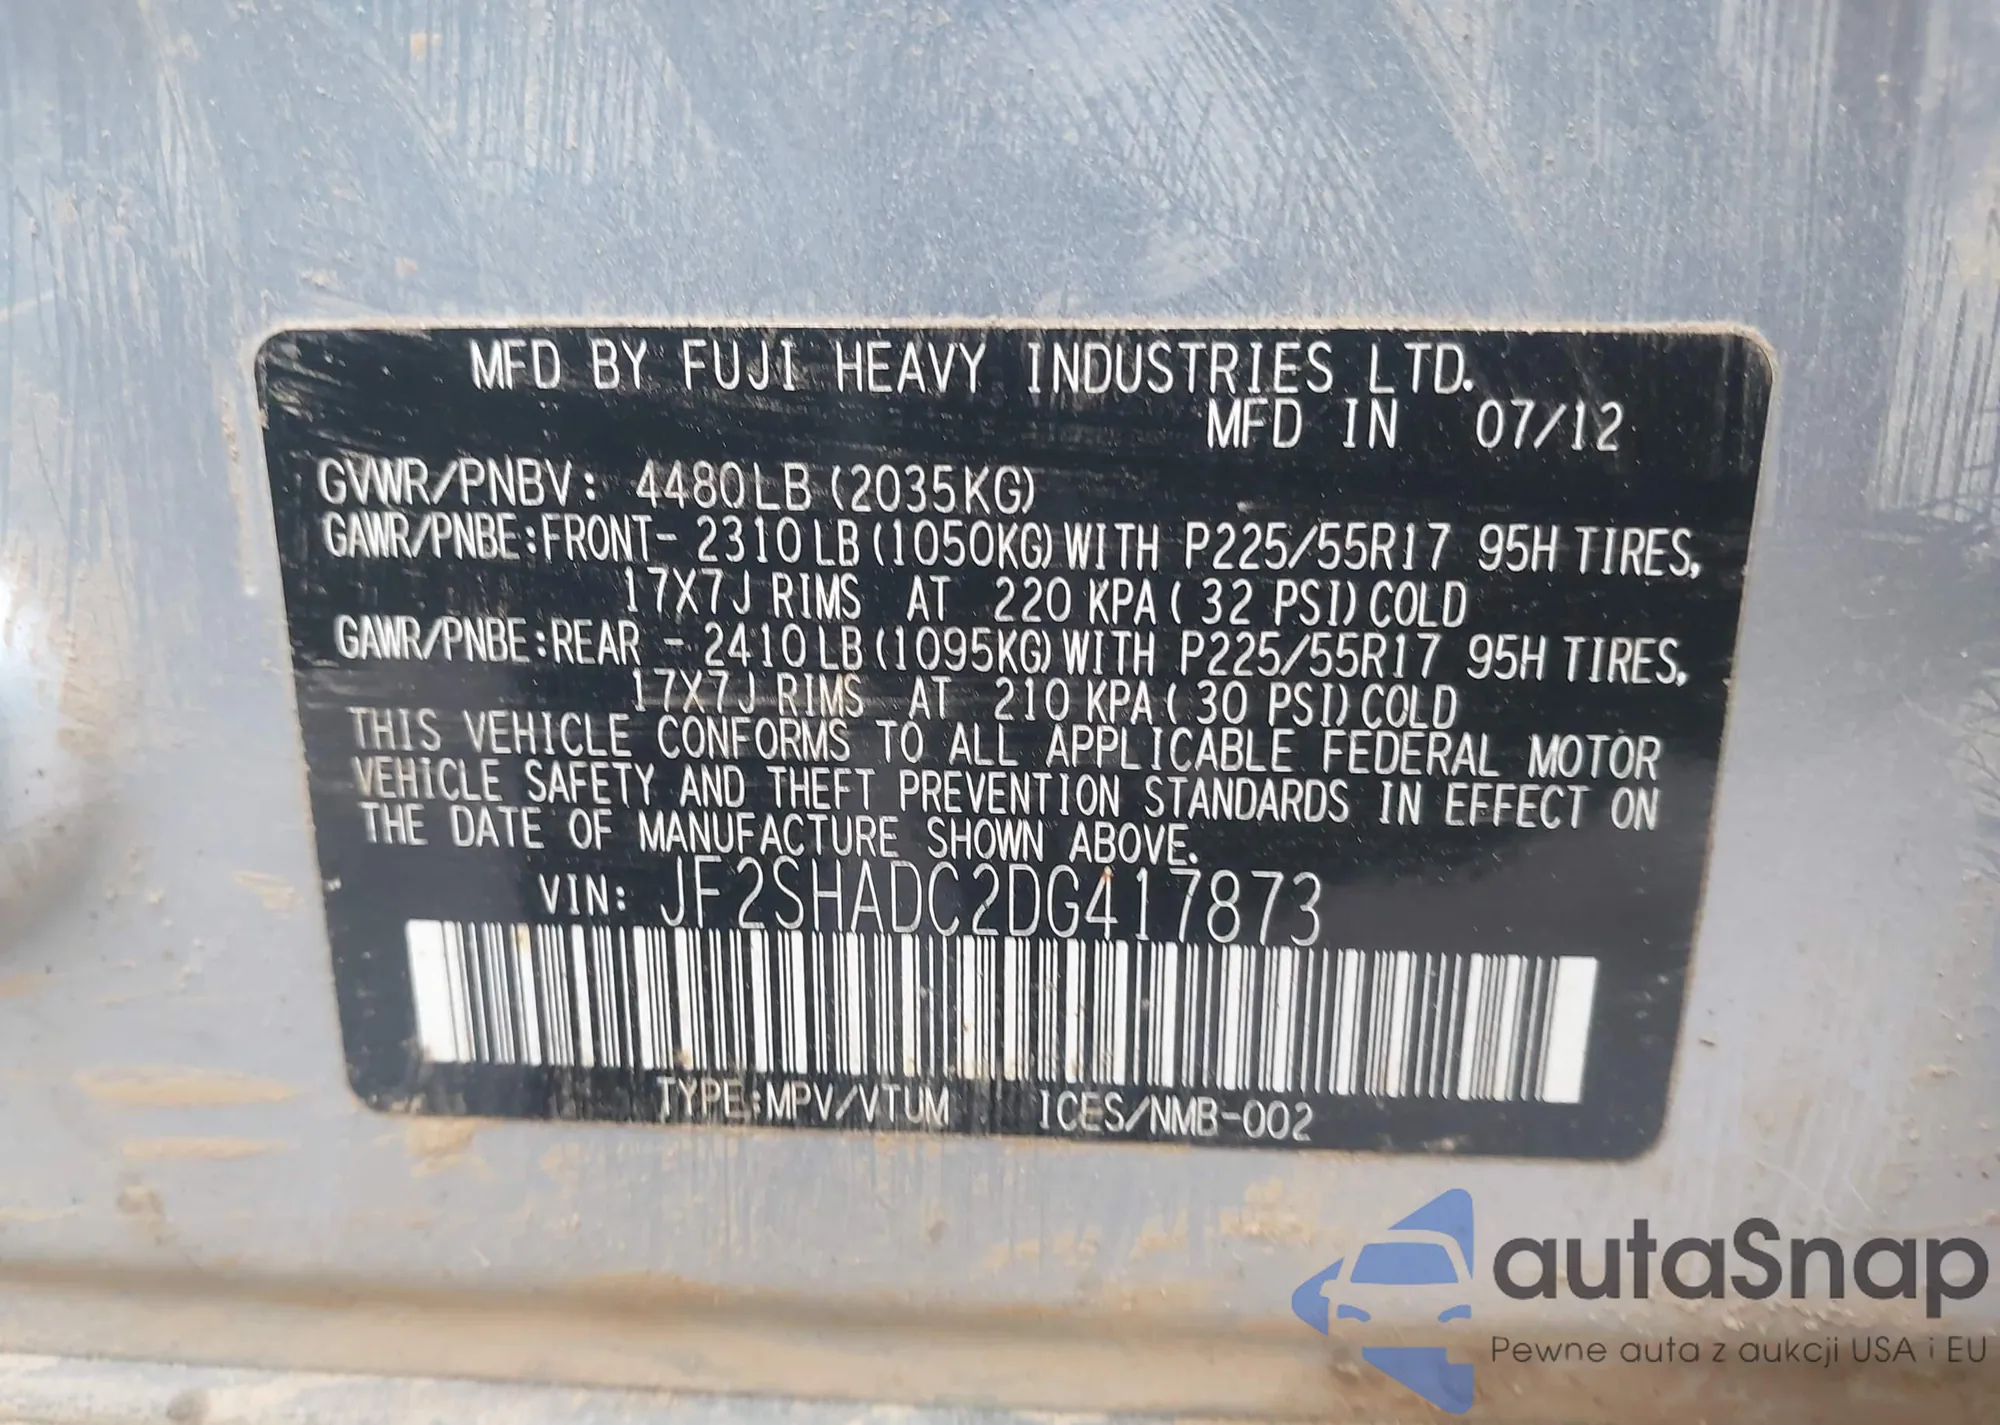 MFD BY FUJI HEAVY INDUSTRIES LTD.
MFD IN 07/12
GVWR/PNBV: 4480LB (2035KG)
GAWR/PNBE:FRONT- 2310LB(1050KG)WITH P225/55R17 95H TIRES,
17X7J RIMS AT 220 KPA( 32 PSI)COLD
GAWR/PNBE:REAR - 2410LB(1095KG)WITH P225/55R17 95H TIRES,
17X7J RIMS AT 210 KPA( 30 PSI)COLD
THIS VEHICLE CONFORMS TO ALL APPLICABLE FEDERAL MOTOR
VEHICLE SAFETY AND THEFT PREVENTION STANDARDS IN EFFECT ON
THE DATE OF MANUFACTURE SHOWN ABOVE.
VIN: JF2SHADC2DG417873
TYPE:MPV/VTUM ICES/NMB-002
autaSnap
Pewne auta z aukcji USA i EU